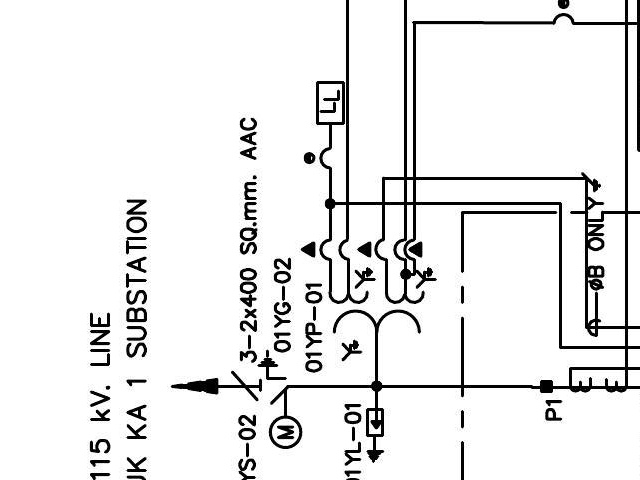 115 kV. LINE
UK KA 1 SUBSTATION
3-2x400 SQ.mm. AAC
YS-02
01YG-02
01YP-01
01YL-01
LL
M
P1
øB ONL